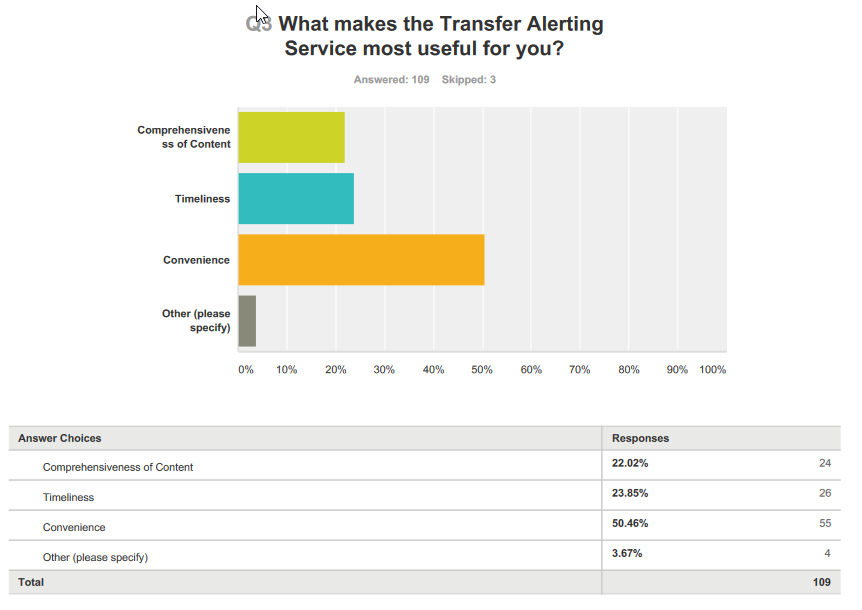 Q3 What makes the Transfer Alerting
Service most useful for you?
Answered: 109 Skipped: 3
Comprehensivene
ss of Content
Timeliness
Convenience
Other (please
specify)
0% 10% 20% 30% 40% 50% 60% 70% 80% 90% 100%
Answer Choices Responses
Comprehensiveness of Content 22.02% 24
Timeliness 23.85% 26
Convenience 50.46% 55
Other (please specify) 3.67% 4
Total 109